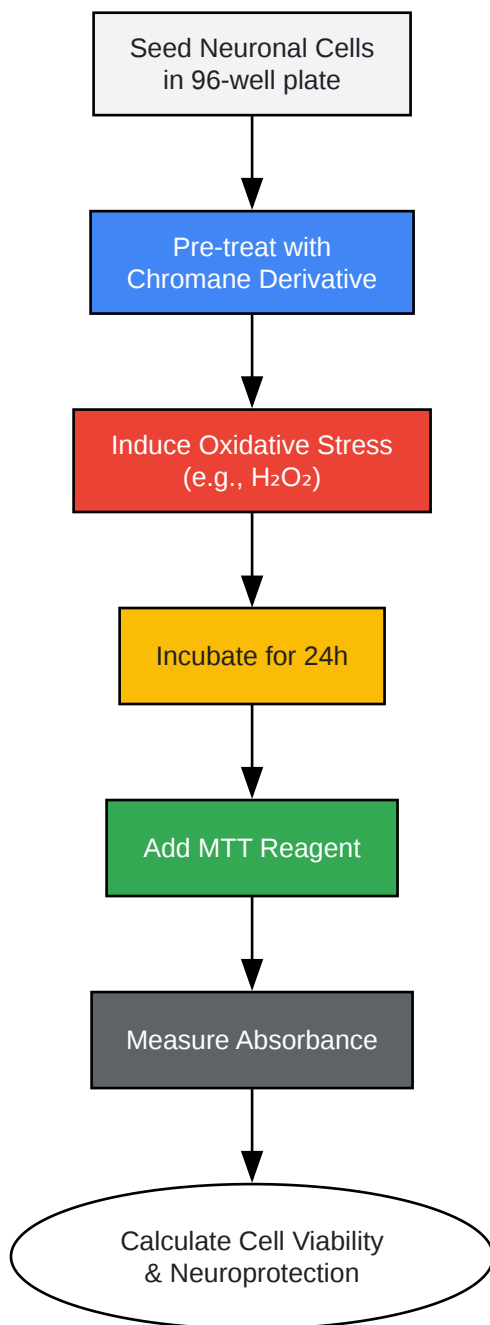 Seed Neuronal Cells
in 96-well plate
Pre-treat with
Chromane Derivative
Induce Oxidative Stress
(e.g., H₂O₂)
Incubate for 24h
Add MTT Reagent
Measure Absorbance
Calculate Cell Viability
& Neuroprotection